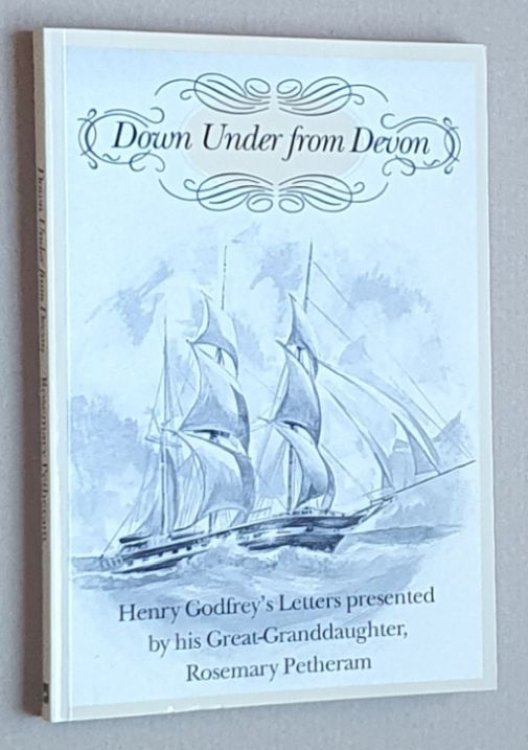 Down Under from Devon
Henry Godfrey's Letters presented
by his Great-Granddaughter,
Rosemary Petheram
Down Under from Devon Rosemary Petheram